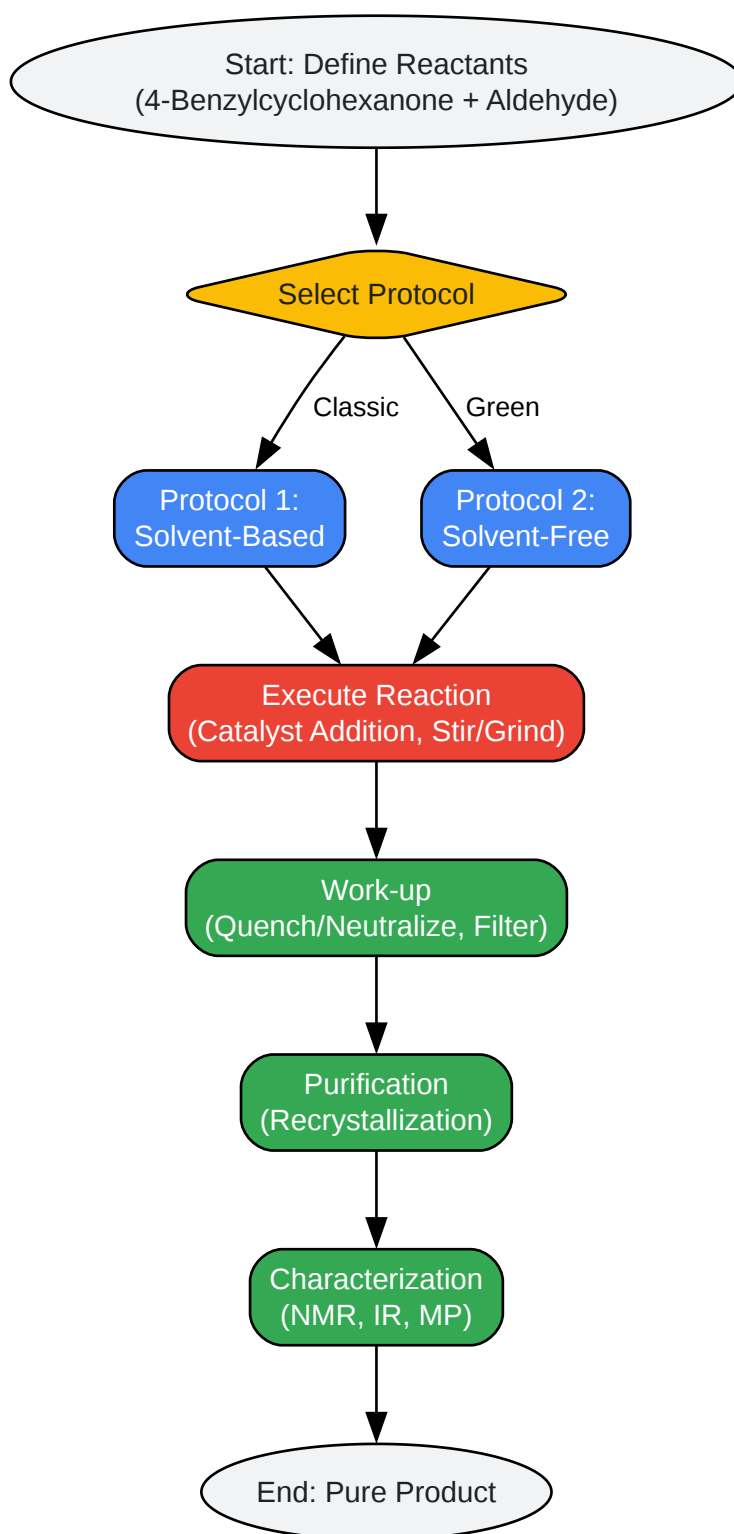 Start: Define Reactants
(4-Benzylcyclohexanone + Aldehyde)
Select Protocol
Classic
Green
Protocol 1:
Solvent-Based
Protocol 2:
Solvent-Free
Execute Reaction
(Catalyst Addition, Stir/Grind)
Work-up
(Quench/Neutralize, Filter)
Purification
(Recrystallization)
Characterization
(NMR, IR, MP)
End: Pure Product